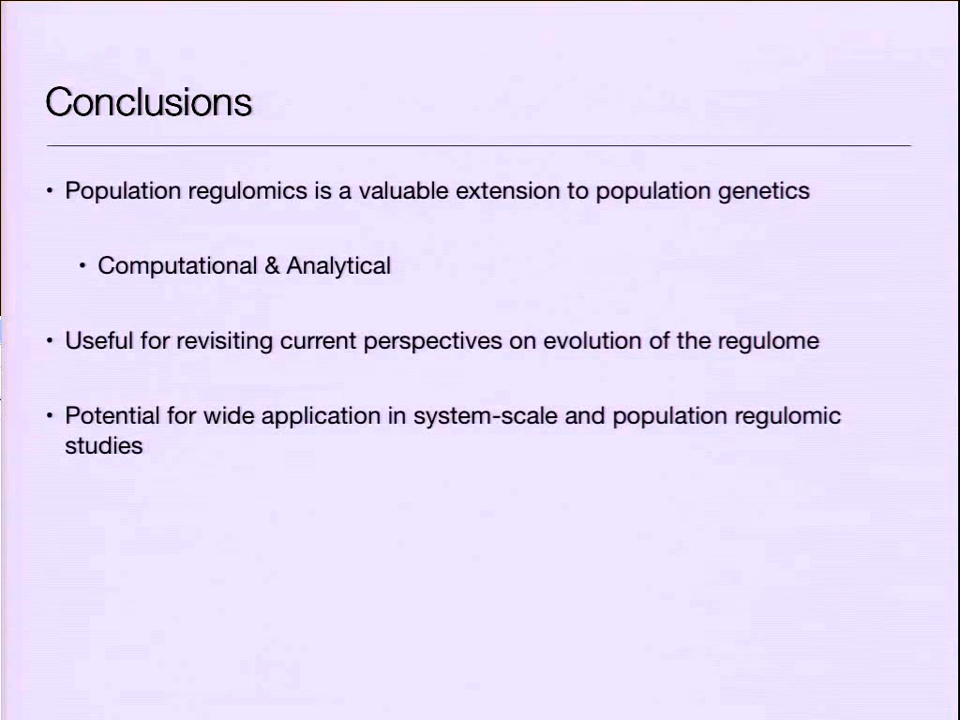 Conclusions
• Population regulomics is a valuable extension to population genetics
• Computational & Analytical
• Useful for revisiting current perspectives on evolution of the regulome
• Potential for wide application in system-scale and population regulomic
studies